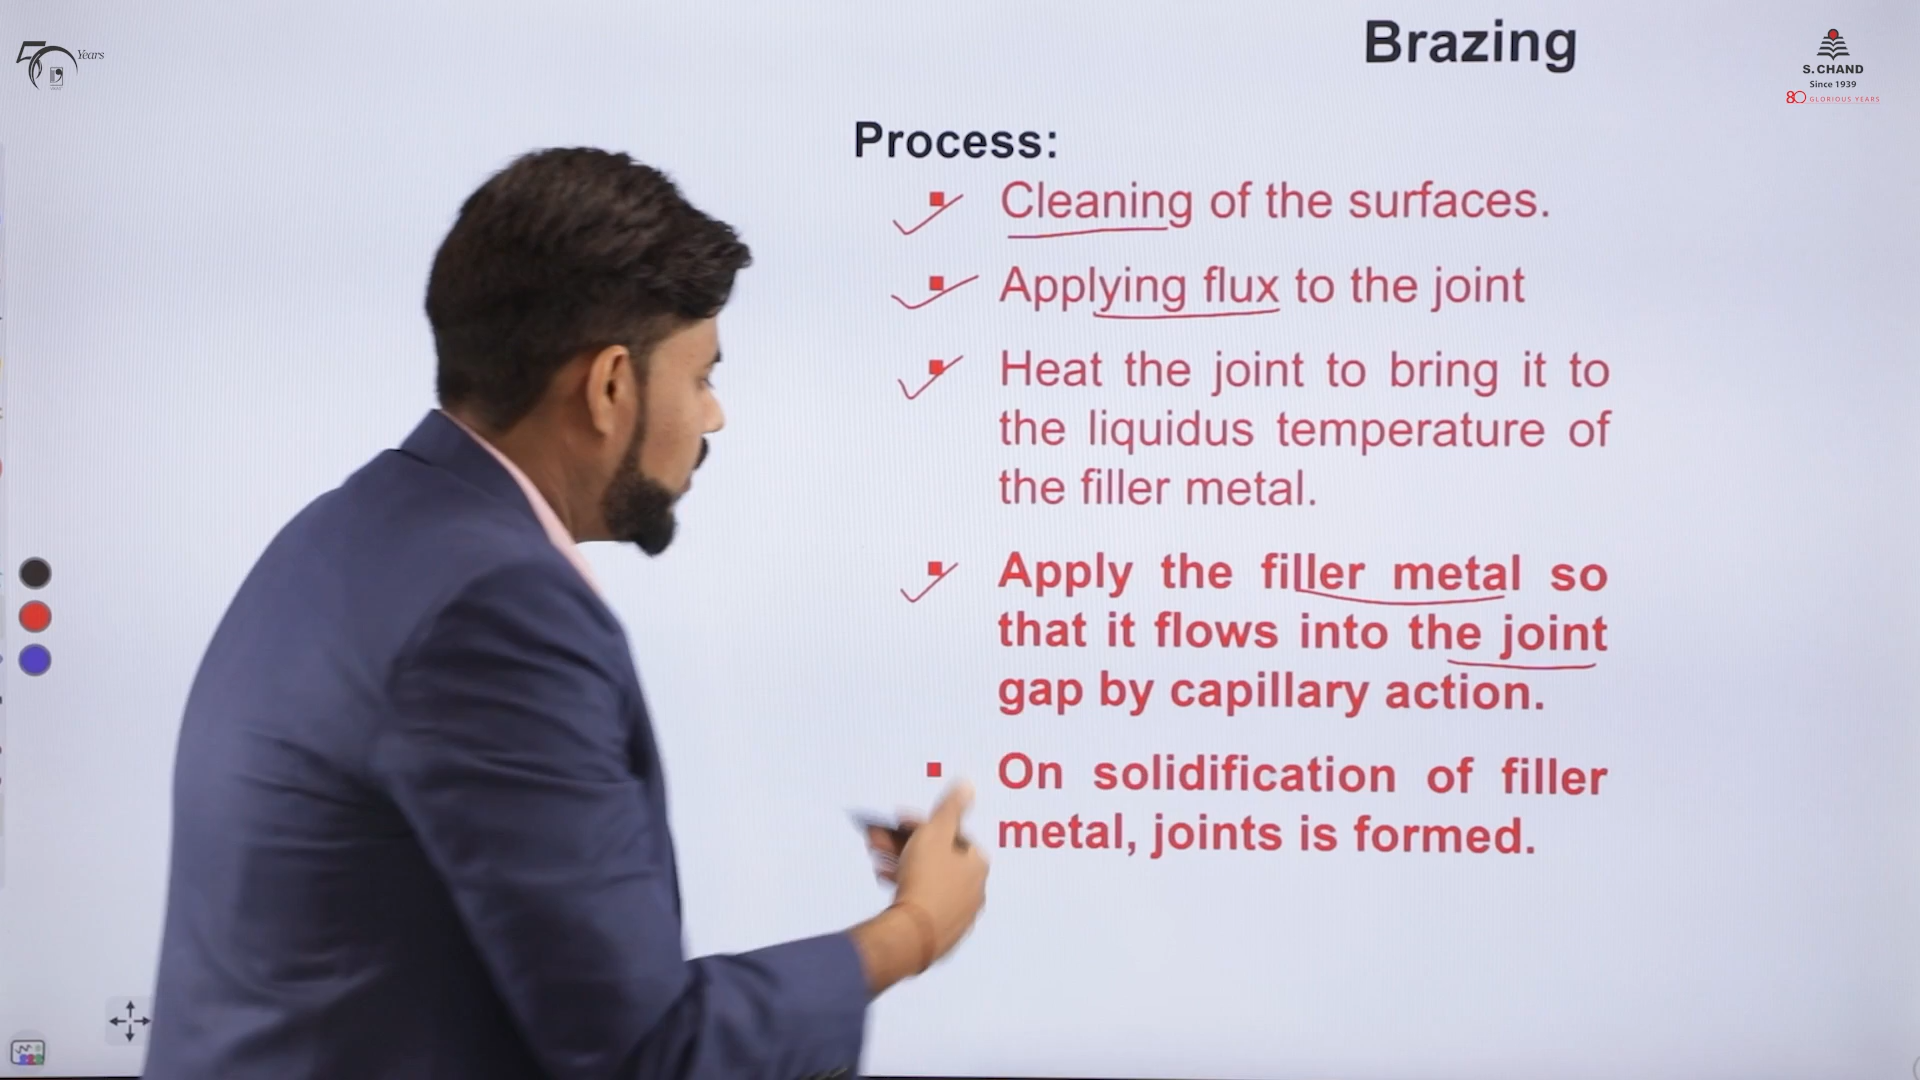 50 Years
Brazing
S. CHAND
Since 1939
80 GLORIOUS YEARS
Process:
Cleaning of the surfaces.
Applying flux to the joint
Heat the joint to bring it to
the liquidus temperature of
the filler metal.
Apply the filler metal so
that it flows into the joint
gap by capillary action.
On solidification of filler
metal, joints is formed.